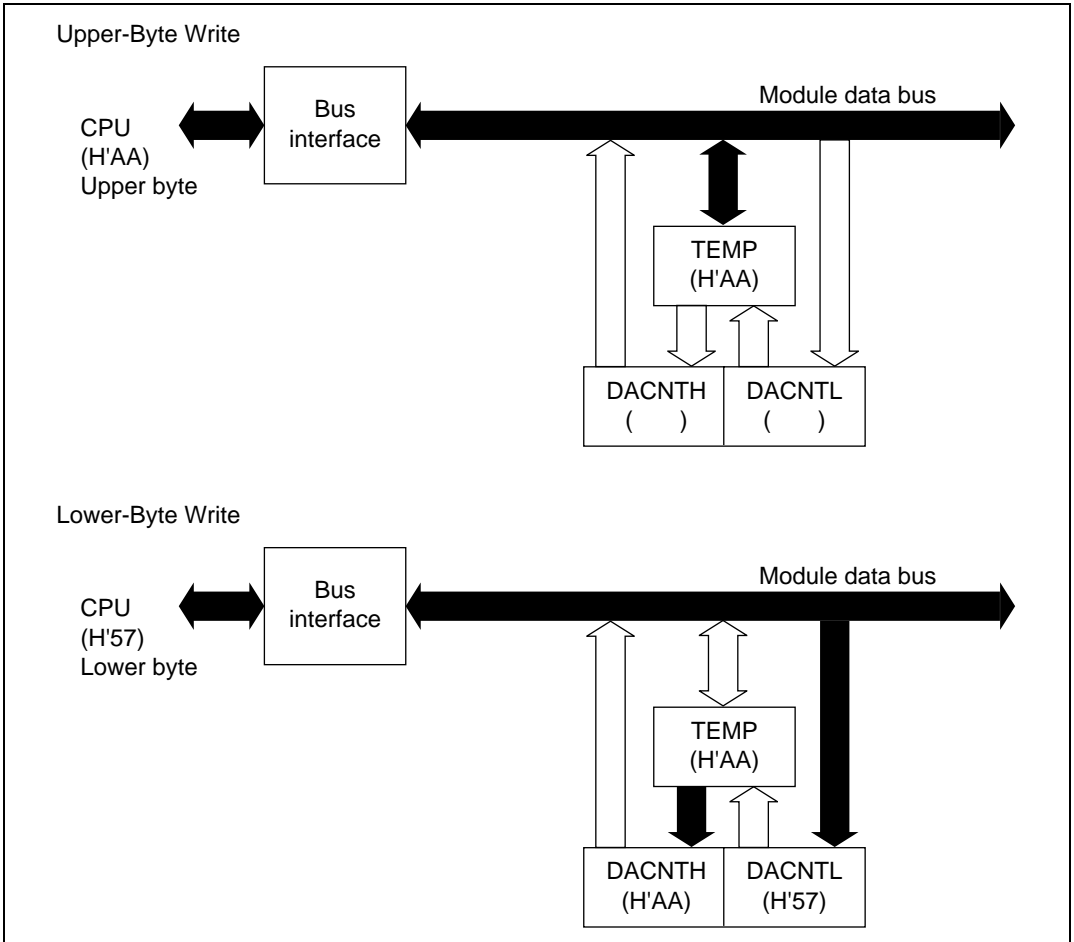 Upper-Byte Write
CPU
(H'AA)
Upper byte
Bus
interface
Module data bus
TEMP
(H'AA)
DACNTH
( )
DACNTL
( )
Lower-Byte Write
CPU
(H'57)
Lower byte
Bus
interface
Module data bus
TEMP
(H'AA)
DACNTH
(H'AA)
DACNTL
(H'57)